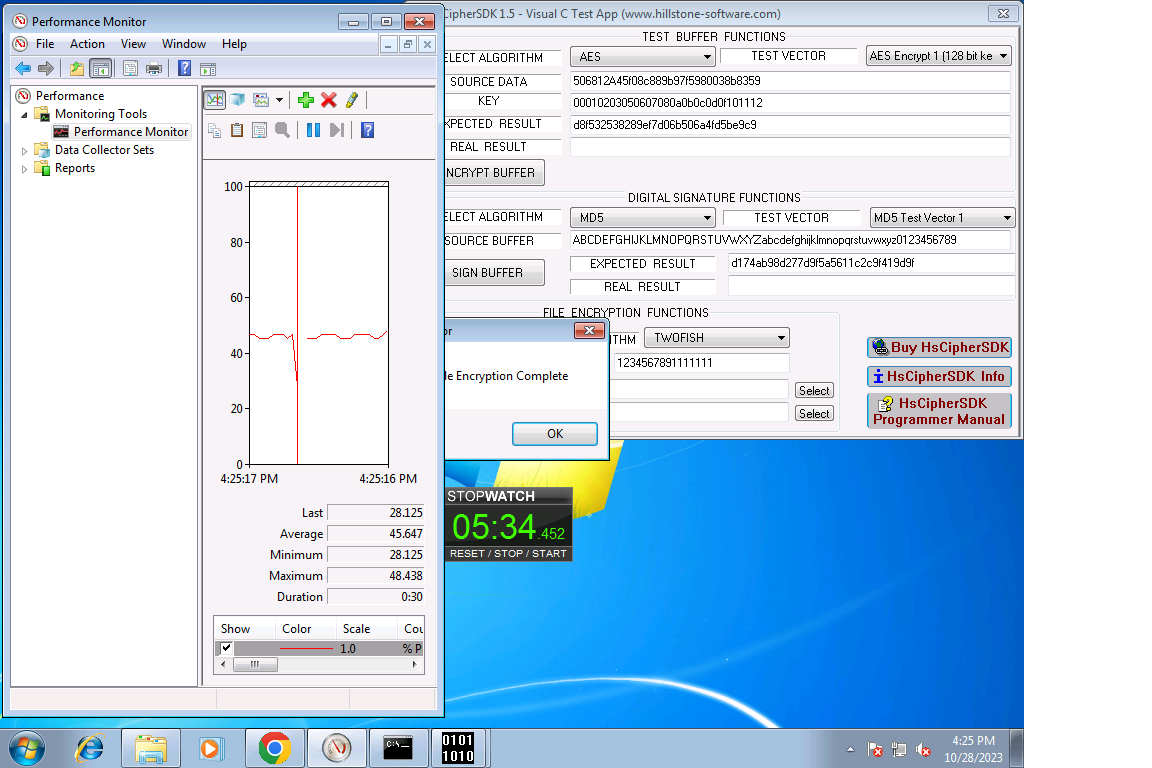 Performance Monitor
File Action View Window Help
Performance
Monitoring Tools
Performance Monitor
Data Collector Sets
Reports
100
80
60
40
20
0
4:25:17 PM 4:25:16 PM
Last 28.125
Average 45.647
Minimum 28.125
Maximum 48.438
Duration 0:30
Show Color Scale Cou
1.0 % P
CipherSDK 1.5 - Visual C Test App (www.hillstone-software.com)
TEST BUFFER FUNCTIONS
ELECT ALGORITHM AES TEST VECTOR AES Encrypt 1 (128 bit ke
SOURCE DATA 506812A45f08c889b97f5980038b8359
KEY 00010203050607080a0b0c0d0f101112
XPECTED RESULT d8f532538289ef7d06b506a4fd5be9c9
REAL RESULT
NCRYPT BUFFER
DIGITAL SIGNATURE FUNCTIONS
ELECT ALGORITHM MD5 TEST VECTOR MD5 Test Vector 1
SOURCE BUFFER ABCDEFGHIJKLMNOPQRSTUVWXYZabcdefghijklmnopqrstuvwxyz0123456789
SIGN BUFFER EXPECTED RESULT d174ab98d277d9f5a5611c2c9f419d9f
REAL RESULT
FILE ENCRYPTION FUNCTIONS
ITHM TWOFISH
1234567891111111
Select
Select
Buy HsCipherSDK
HsCipherSDK Info
HsCipherSDK
Programmer Manual
or
le Encryption Complete
OK
STOPWATCH
05:34.452
RESET / STOP / START
C:\_
0101
1010
4:25 PM
10/28/2023